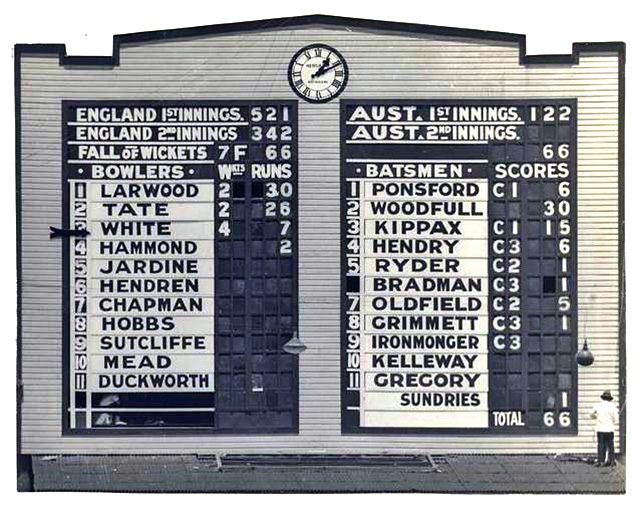 ENGLAND 1ST INNINGS. 521
ENGLAND 2ND INNINGS 342
FALL OF WICKETS 7 F 66
· BOWLERS · WKTS RUNS
1 LARWOOD 2 30
2 TATE 2 26
3 WHITE 4 7
4 HAMMOND 2
5 JARDINE
6 HENDREN
7 CHAPMAN
8 HOBBS
9 SUTCLIFFE
10 MEAD
11 DUCKWORTH
AUST. 1ST INNINGS. 122
AUST. 2ND INNINGS.
66
· BATSMEN · SCORES
1 PONSFORD C1 6
2 WOODFULL 30
3 KIPPAX C1 15
4 HENDRY C3 6
5 RYDER C2 1
BRADMAN C3 1
7 OLDFIELD C2 5
8 GRIMMETT C3 1
9 IRONMONGER C3
10 KELLEWAY
11 GREGORY
SUNDRIES 1
TOTAL 66